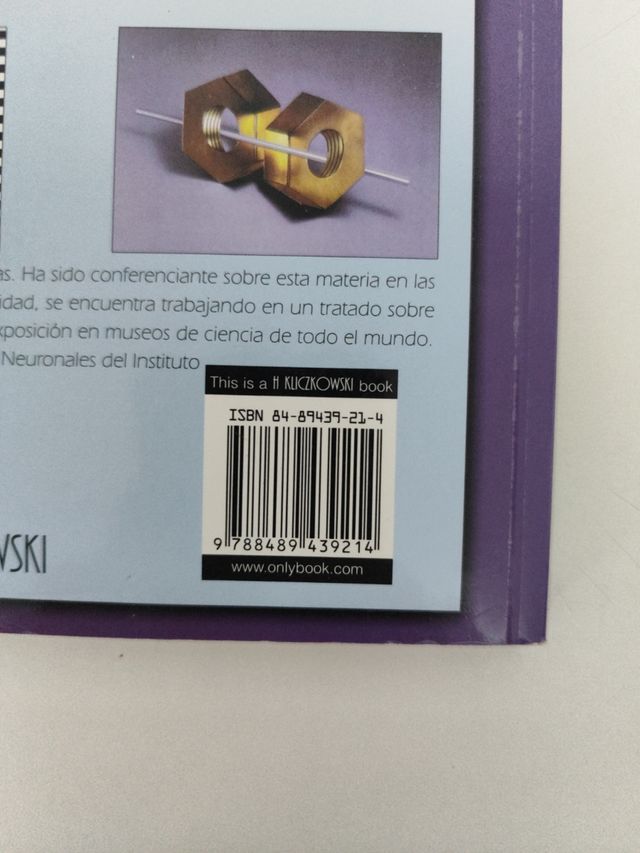 as. Ha sido conferenciante sobre esta materia en las
idad, se encuentra trabajando en un tratado sobre
xposición en museos de ciencia de todo el mundo.
Neuronales del Instituto
This is a H KLICZKOWSKI book
ISBN 84-89439-21-4
9 788489 439214
www.onlybook.com
WSKI